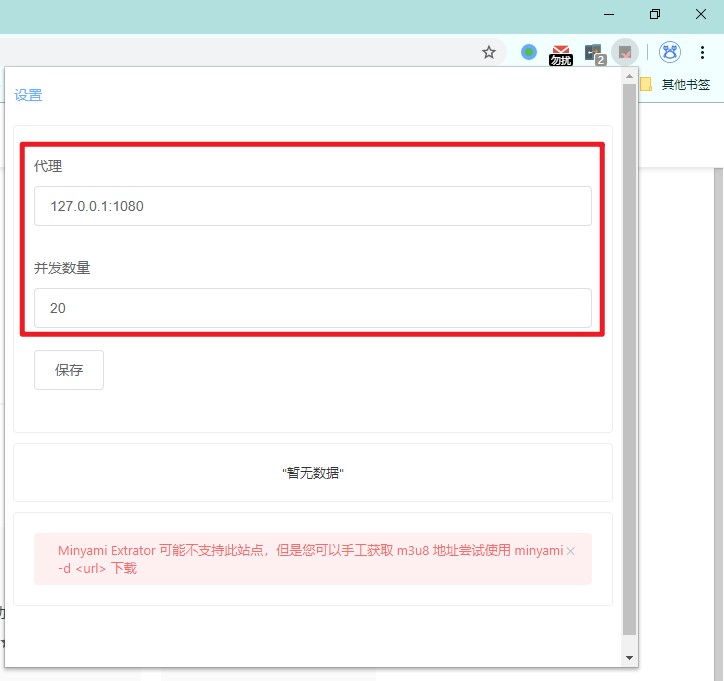 勿扰
2
其他书签
设置
代理
127.0.0.1:1080
并发数量
20
保存
"暂无数据"
Minyami Extrator 可能不支持此站点，但是您可以手工获取 m3u8 地址尝试使用 minyami
-d <url> 下载